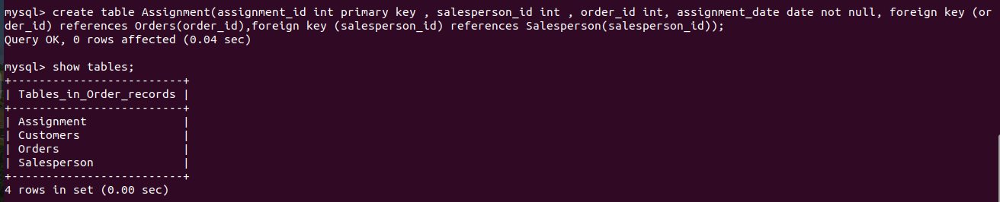 mysql> create table Assignment(assignment_id int primary key , salesperson_id int , order_id int, assignment_date date not null, foreign key (or
der_id) references Orders(order_id),foreign key (salesperson_id) references Salesperson(salesperson_id));
Query OK, 0 rows affected (0.04 sec)

mysql> show tables;
+-------------------------+
| Tables_in_Order_records |
+-------------------------+
| Assignment              |
| Customers               |
| Orders                  |
| Salesperson             |
+-------------------------+
4 rows in set (0.00 sec)